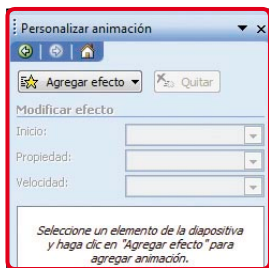 Personalizar animación
Agregar efecto Quitar
Modificar efecto
Inicio:
Propiedad:
Velocidad:
Seleccione un elemento de la diapositiva
y haga clic en "Agregar efecto" para
agregar animación.